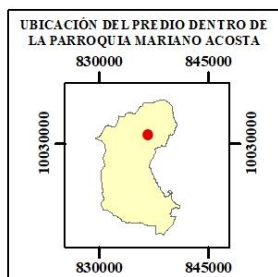 UBICACIÓN DEL PREDIO DENTRO DE
LA PARROQUIA MARIANO ACOSTA
830000 845000
10030000 10030000
830000 845000